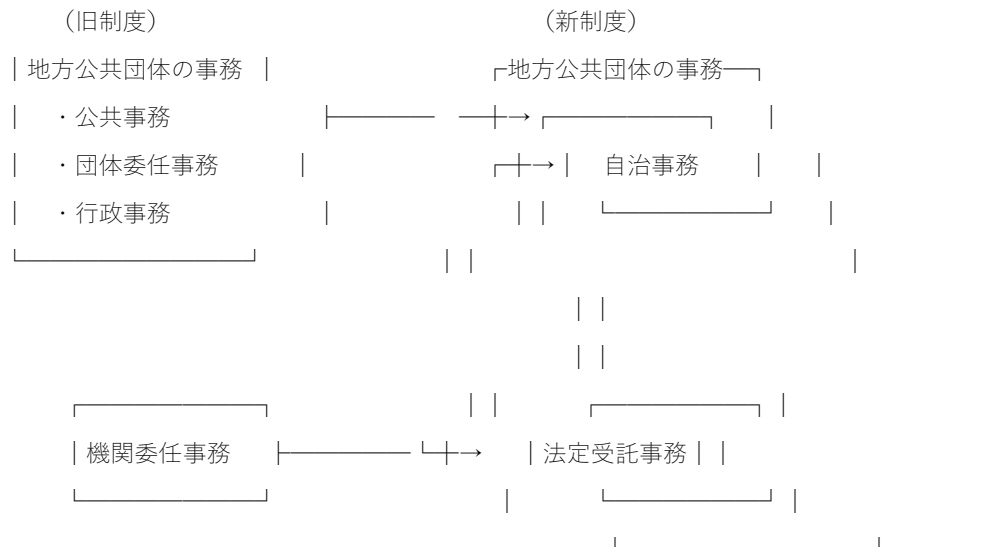 （旧制度） （新制度）
地方公共団体の事務 地方公共団体の事務
・公共事務
・団体委任事務 自治事務
・行政事務
機関委任事務 法定受託事務